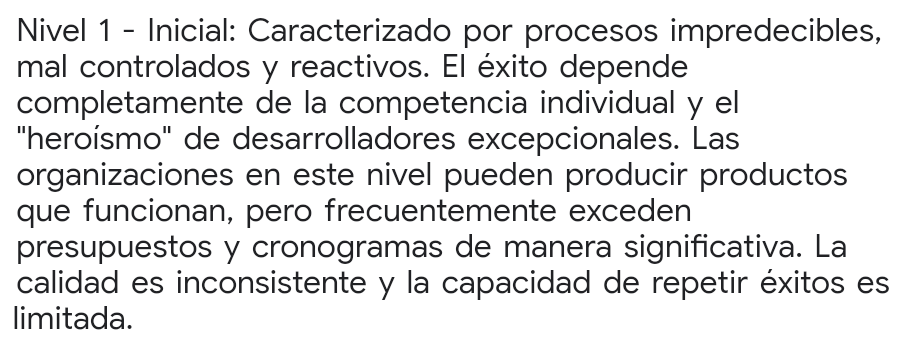 Nivel 1 - Inicial: Caracterizado por procesos impredecibles,
mal controlados y reactivos. El éxito depende
completamente de la competencia individual y el
"heroísmo" de desarrolladores excepcionales. Las
organizaciones en este nivel pueden producir productos
que funcionan, pero frecuentemente exceden
presupuestos y cronogramas de manera significativa. La
calidad es inconsistente y la capacidad de repetir éxitos es
limitada.